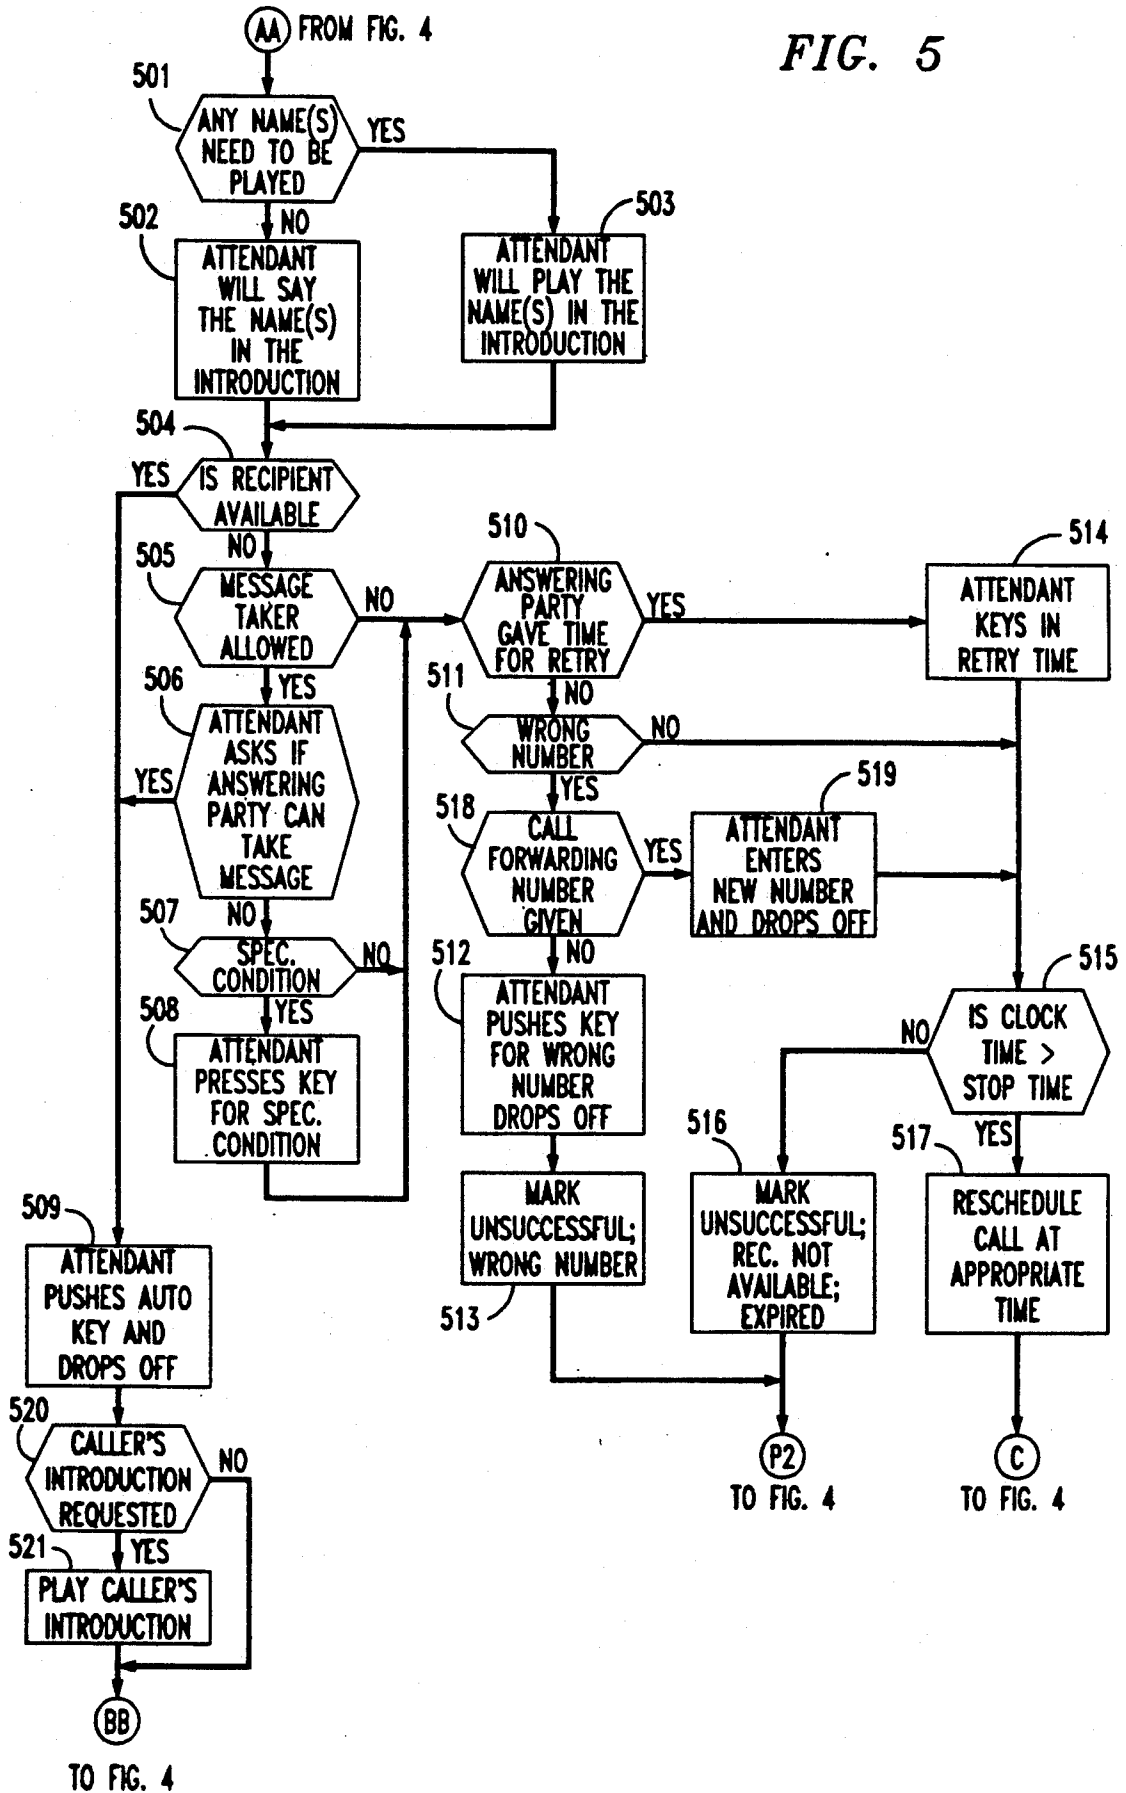 AA FROM FIG. 4
FIG. 5
501
ANY NAME(S)
NEED TO BE
PLAYED
YES
NO
502
ATTENDANT
WILL SAY
THE NAME(S)
IN THE
INTRODUCTION
503
ATTENDANT
WILL PLAY THE
NAME(S) IN THE
INTRODUCTION
504
YES
IS RECIPIENT
AVAILABLE
NO
505
MESSAGE
TAKER
ALLOWED
NO
YES
506
ATTENDANT
ASKS IF
ANSWERING
PARTY CAN
TAKE
MESSAGE
YES
NO
507
SPEC.
CONDITION
NO
YES
508
ATTENDANT
PRESSES KEY
FOR SPEC.
CONDITION
509
ATTENDANT
PUSHES AUTO
KEY AND
DROPS OFF
520
CALLER'S
INTRODUCTION
REQUESTED
NO
YES
521
PLAY CALLER'S
INTRODUCTION
BB
TO FIG. 4
510
ANSWERING
PARTY
GAVE TIME
FOR RETRY
YES
NO
511
WRONG
NUMBER
NO
YES
518
CALL
FORWARDING
NUMBER
GIVEN
YES
NO
519
ATTENDANT
ENTERS
NEW NUMBER
AND DROPS OFF
512
ATTENDANT
PUSHES KEY
FOR WRONG
NUMBER
DROPS OFF
MARK
UNSUCCESSFUL;
WRONG NUMBER
513
514
ATTENDANT
KEYS IN
RETRY TIME
515
IS CLOCK
TIME >
STOP TIME
NO
YES
516
MARK
UNSUCCESSFUL;
REC. NOT
AVAILABLE;
EXPIRED
P2
TO FIG. 4
517
RESCHEDULE
CALL AT
APPROPRIATE
TIME
C
TO FIG. 4